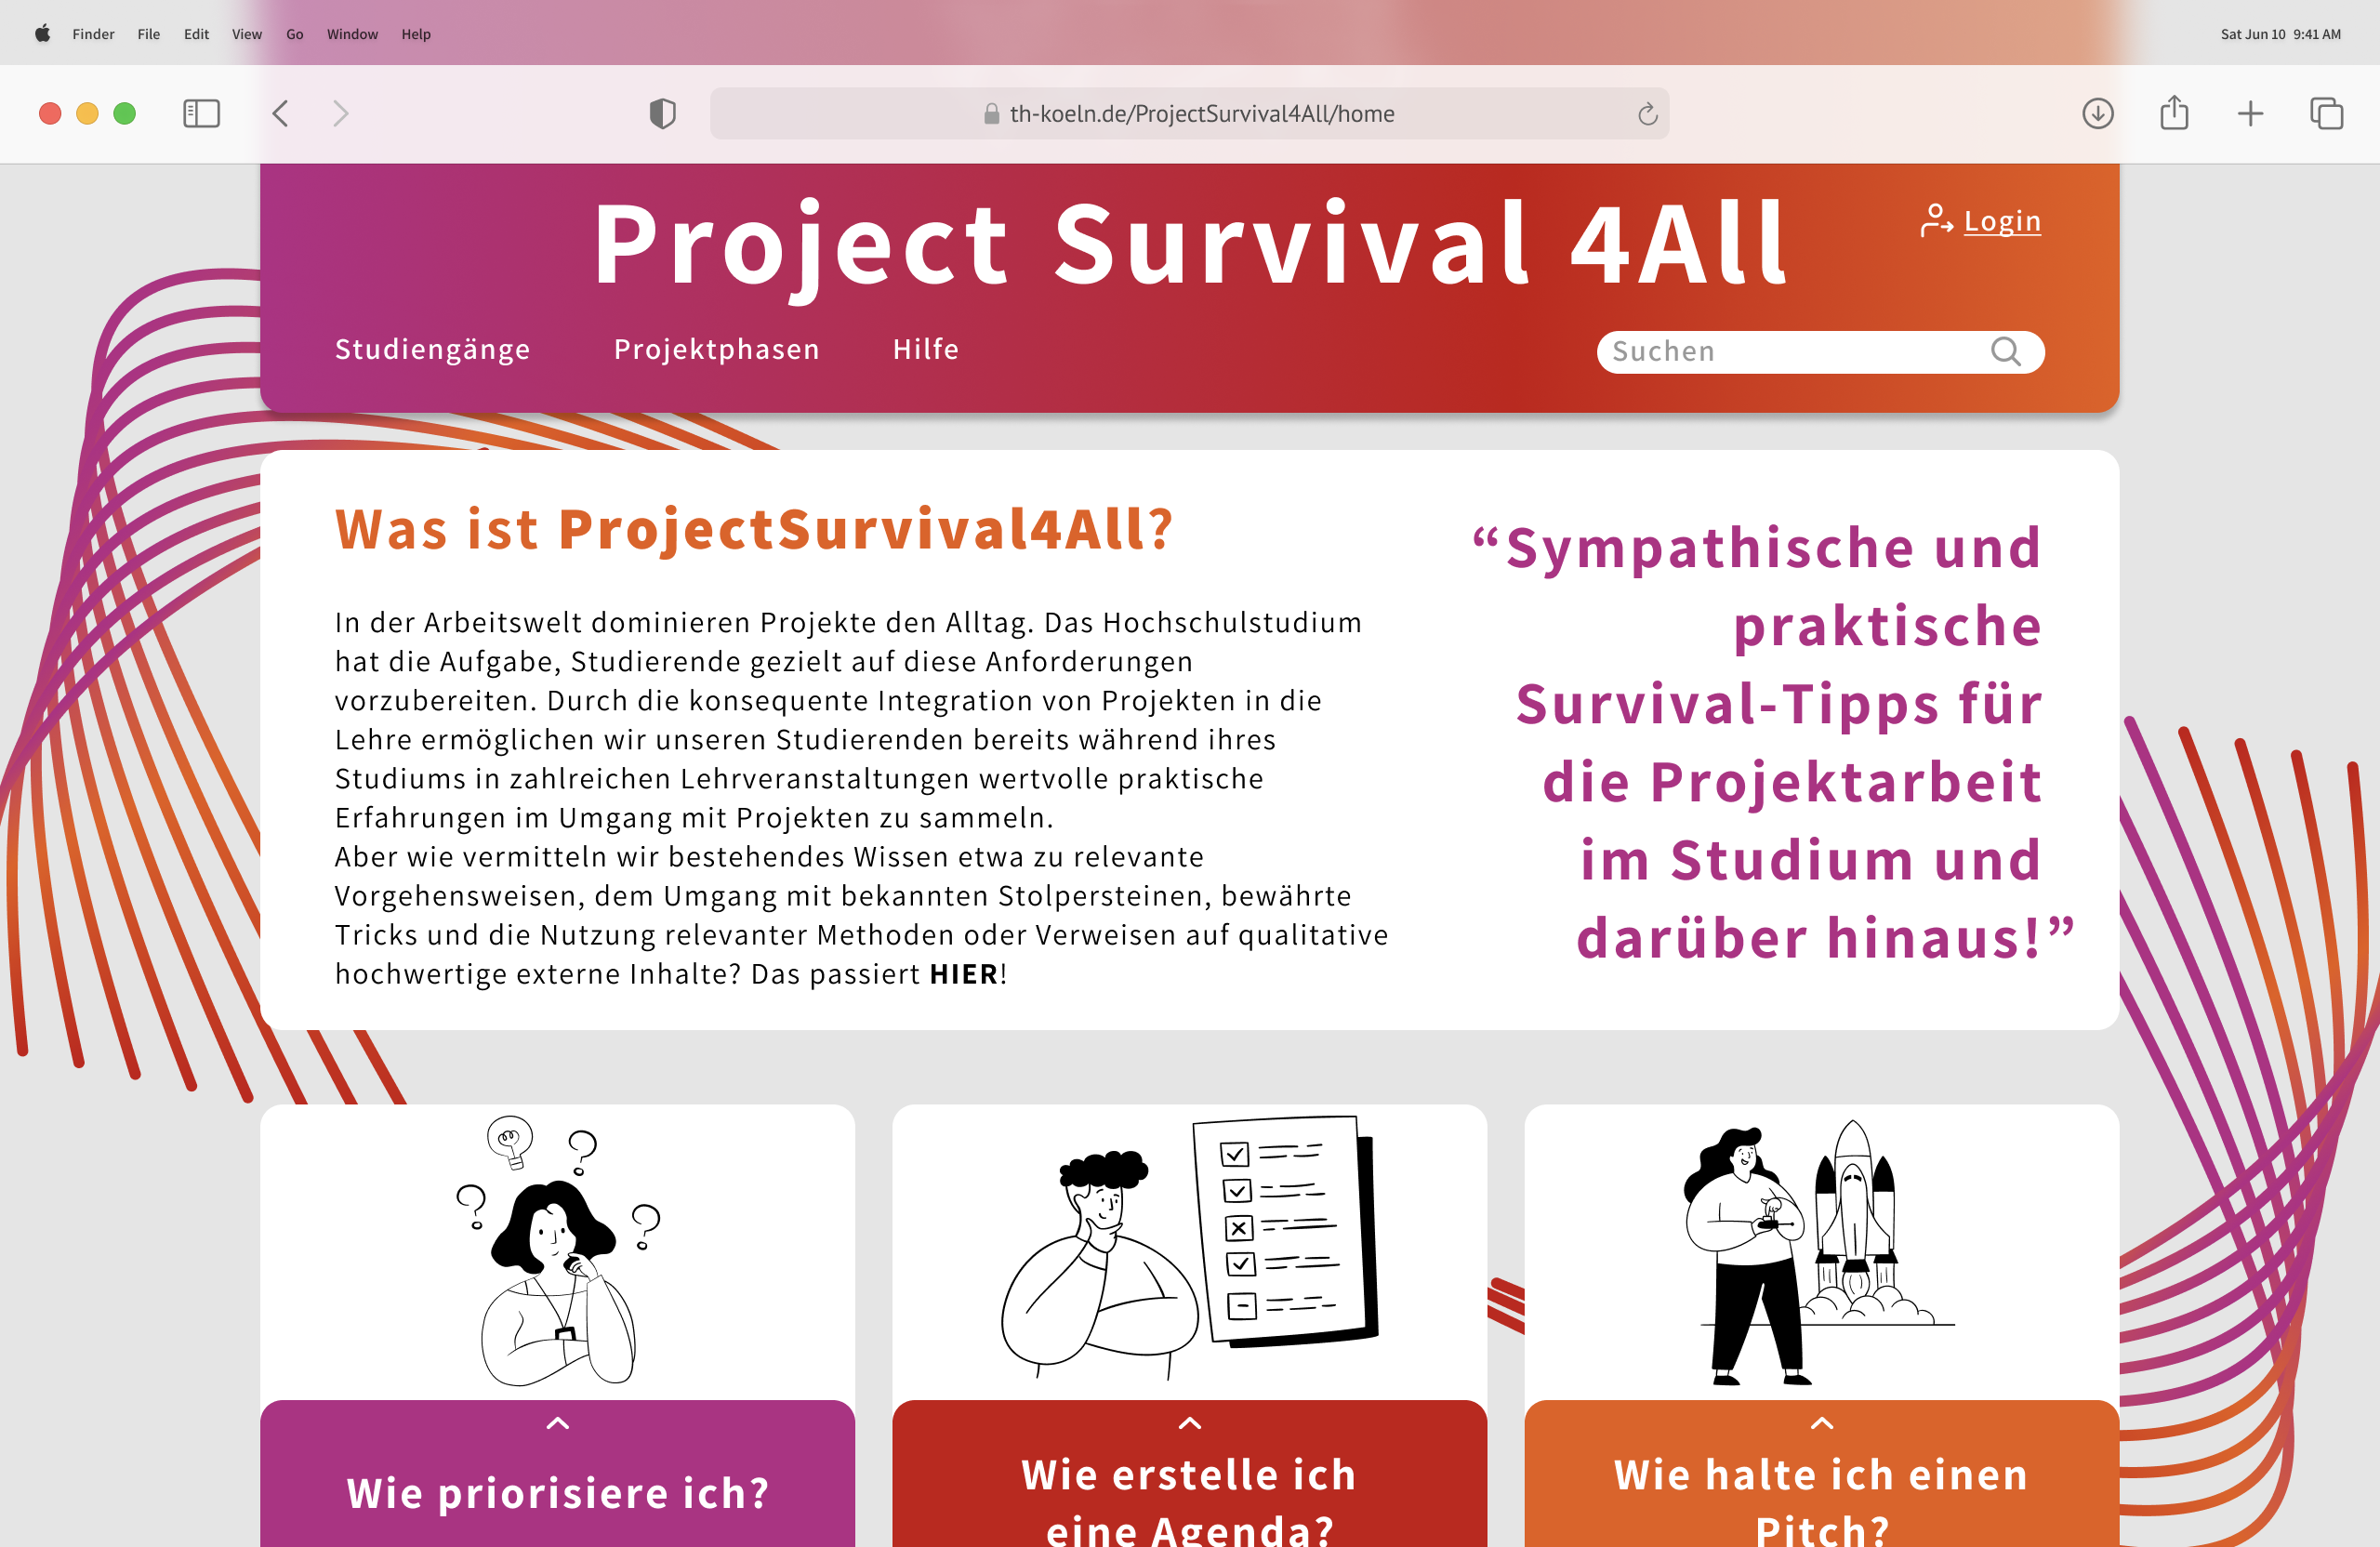 Finder File Edit View Go Window Help
Sat Jun 10 9:41 AM
th-koeln.de/ProjectSurvival4All/home
Project Survival 4All
Login
Studiengänge Projektphasen Hilfe
Suchen
Was ist ProjectSurvival4All?
In der Arbeitswelt dominieren Projekte den Alltag. Das Hochschulstudium
hat die Aufgabe, Studierende gezielt auf diese Anforderungen
vorzubereiten. Durch die konsequente Integration von Projekten in die
Lehre ermöglichen wir unseren Studierenden bereits während ihres
Studiums in zahlreichen Lehrveranstaltungen wertvolle praktische
Erfahrungen im Umgang mit Projekten zu sammeln.
Aber wie vermitteln wir bestehendes Wissen etwa zu relevante
Vorgehensweisen, dem Umgang mit bekannten Stolpersteinen, bewährte
Tricks und die Nutzung relevanter Methoden oder Verweisen auf qualitative
hochwertige externe Inhalte? Das passiert HIER!
“Sympathische und
praktische
Survival-Tipps für
die Projektarbeit
im Studium und
darüber hinaus!”
Wie priorisiere ich?
Wie erstelle ich
eine Agenda?
Wie halte ich einen
Pitch?